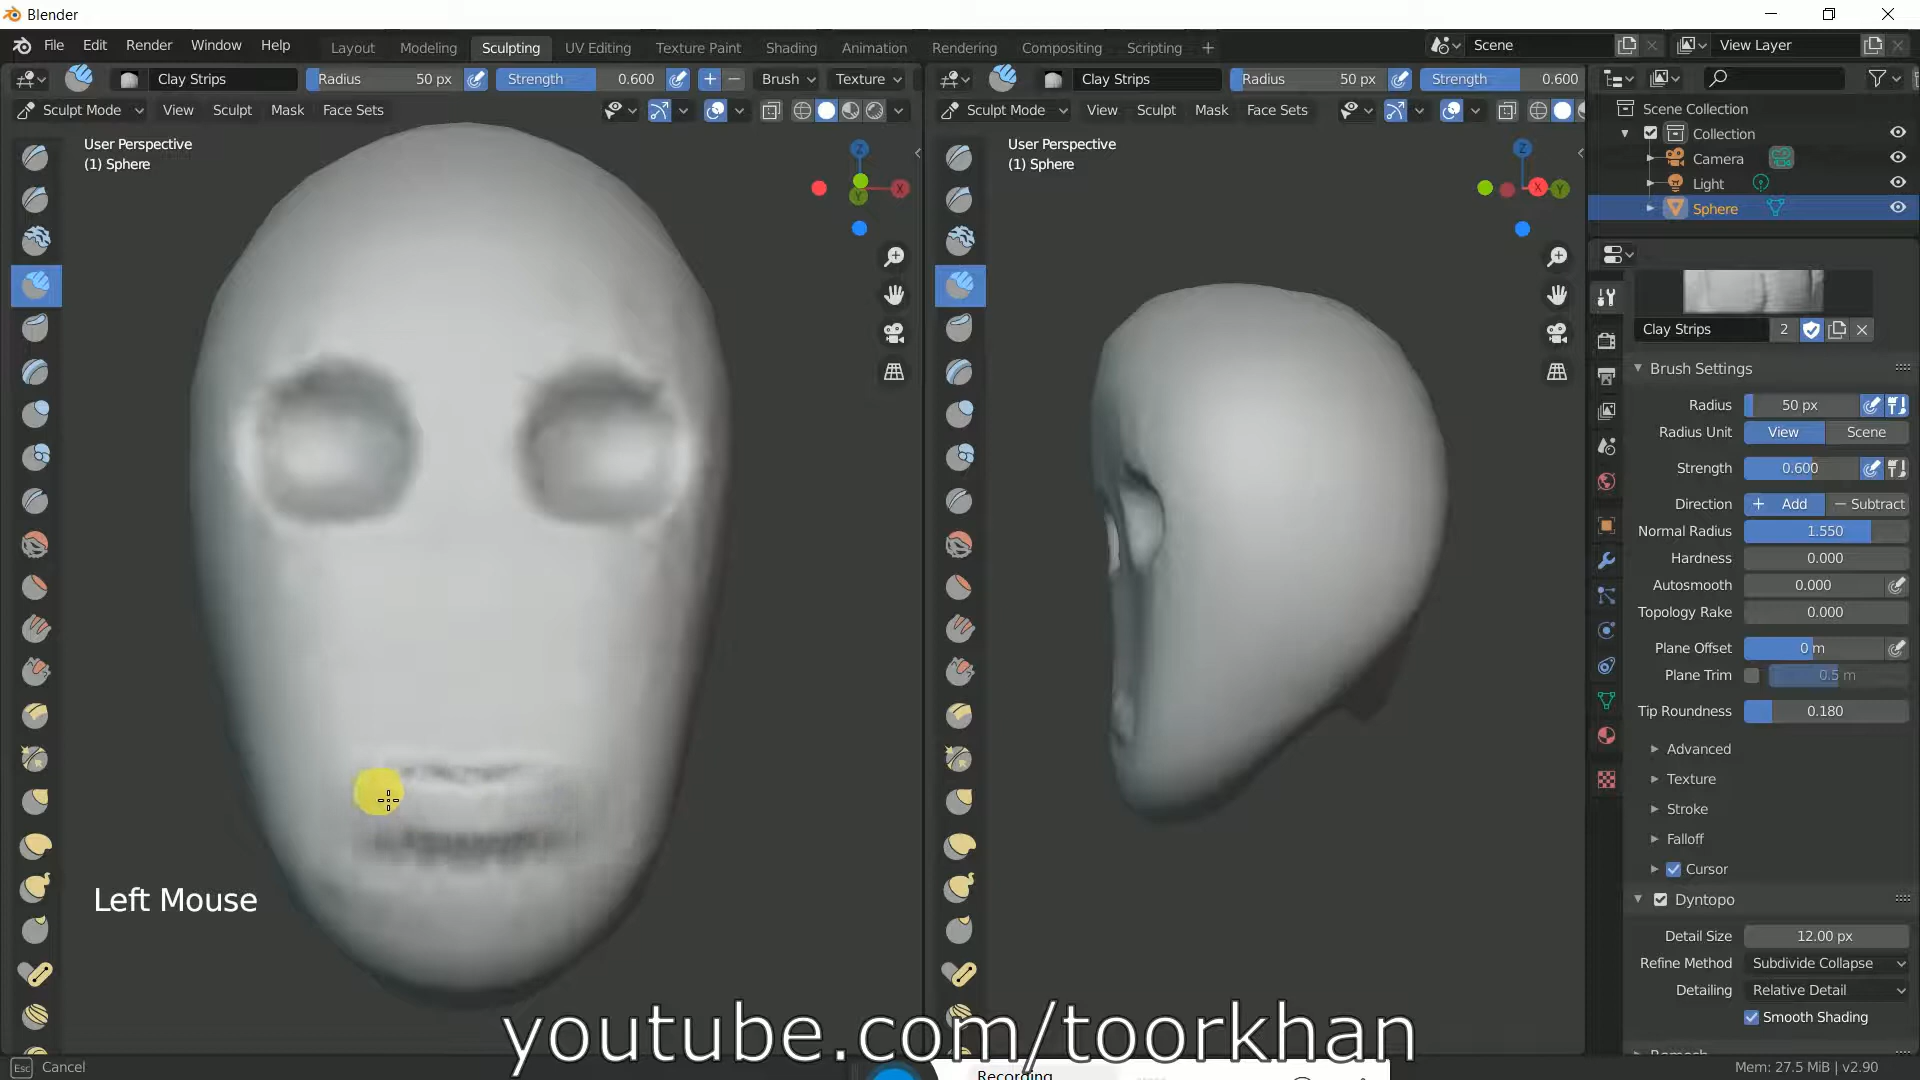 Blender
File Edit Render Window Help Layout Modeling Sculpting UV Editing Texture Paint Shading Animation Rendering Compositing Scripting + Scene View Layer
Clay Strips Radius 50 px Strength 0.600 Brush Texture Clay Strips Radius 50 px Strength 0.600
Sculpt Mode View Sculpt Mask Face Sets Sculpt Mode View Sculpt Mask Face Sets
Scene Collection
Collection
Camera
Light
Sphere
User Perspective
(1) Sphere
Z
X
Y
User Perspective
(1) Sphere
Z
X
Y
Clay Strips 2
Brush Settings
Radius 50 px
Radius Unit View Scene
Strength 0.600
Direction + Add − Subtract
Normal Radius 1.550
Hardness 0.000
Autosmooth 0.000
Topology Rake 0.000
Plane Offset 0 m
Plane Trim 0.5 m
Tip Roundness 0.180
Advanced
Texture
Stroke
Falloff
Cursor
Dyntopo
Detail Size 12.00 px
Refine Method Subdivide Collapse
Detailing Relative Detail
Smooth Shading
Left Mouse
youtube.com/toorkhan
Esc Cancel
Recording
Mem: 27.5 MiB | v2.90